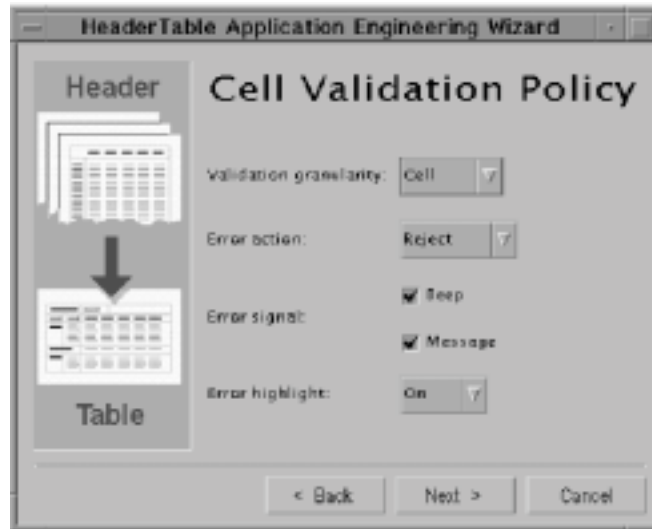 HeaderTable Application Engineering Wizard
Header
Cell Validation Policy
Validation granularity: Cell
Error action: Reject
Error signal:
Beep
Message
Error highlight: On
Table
< Back Next > Cancel